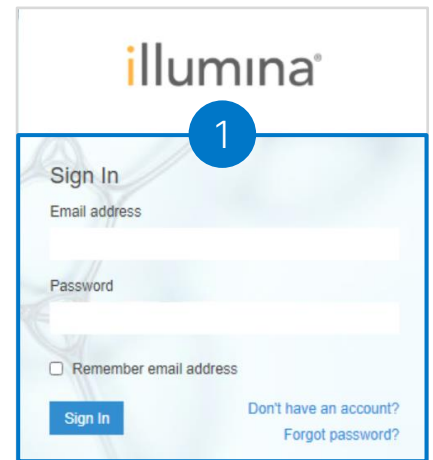 illumina®
1
Sign In
Email address
Password
Remember email address
Sign In
Don't have an account?
Forgot password?